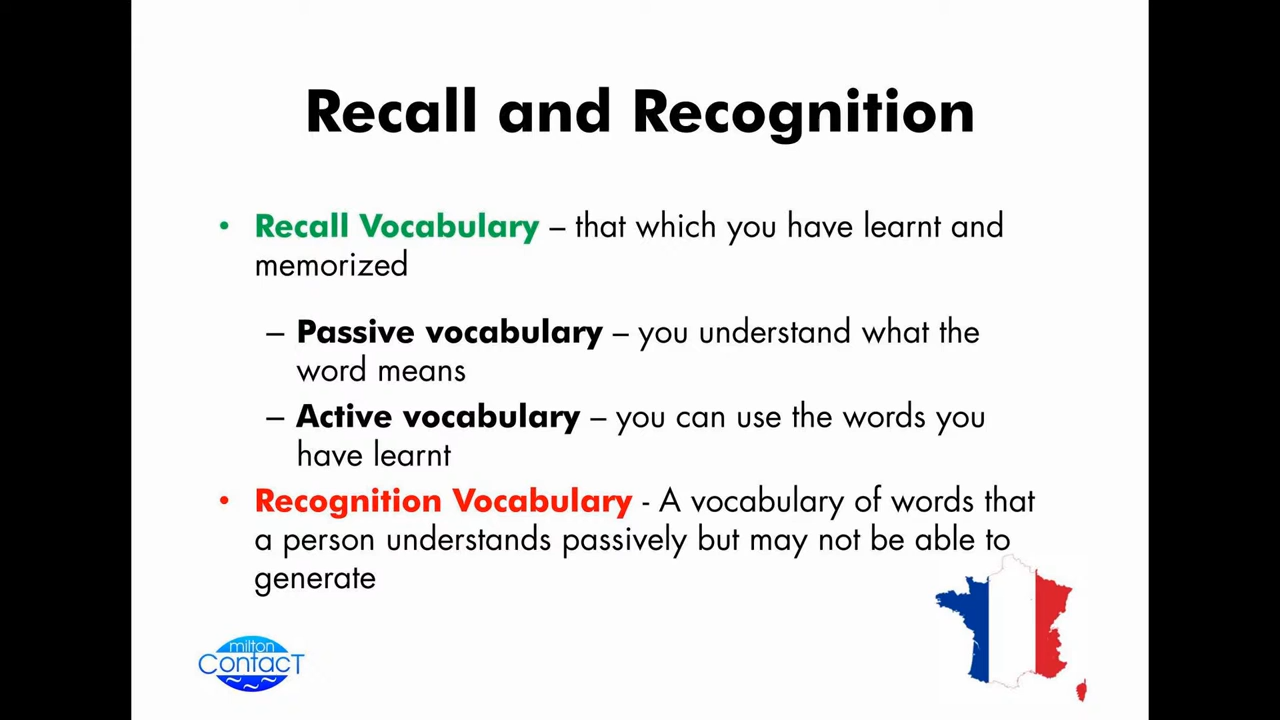 Recall and Recognition
• Recall Vocabulary – that which you have learnt and
memorized
– Passive vocabulary – you understand what the
word means
– Active vocabulary – you can use the words you
have learnt
• Recognition Vocabulary - A vocabulary of words that
a person understands passively but may not be able to
generate
milton
ContacT